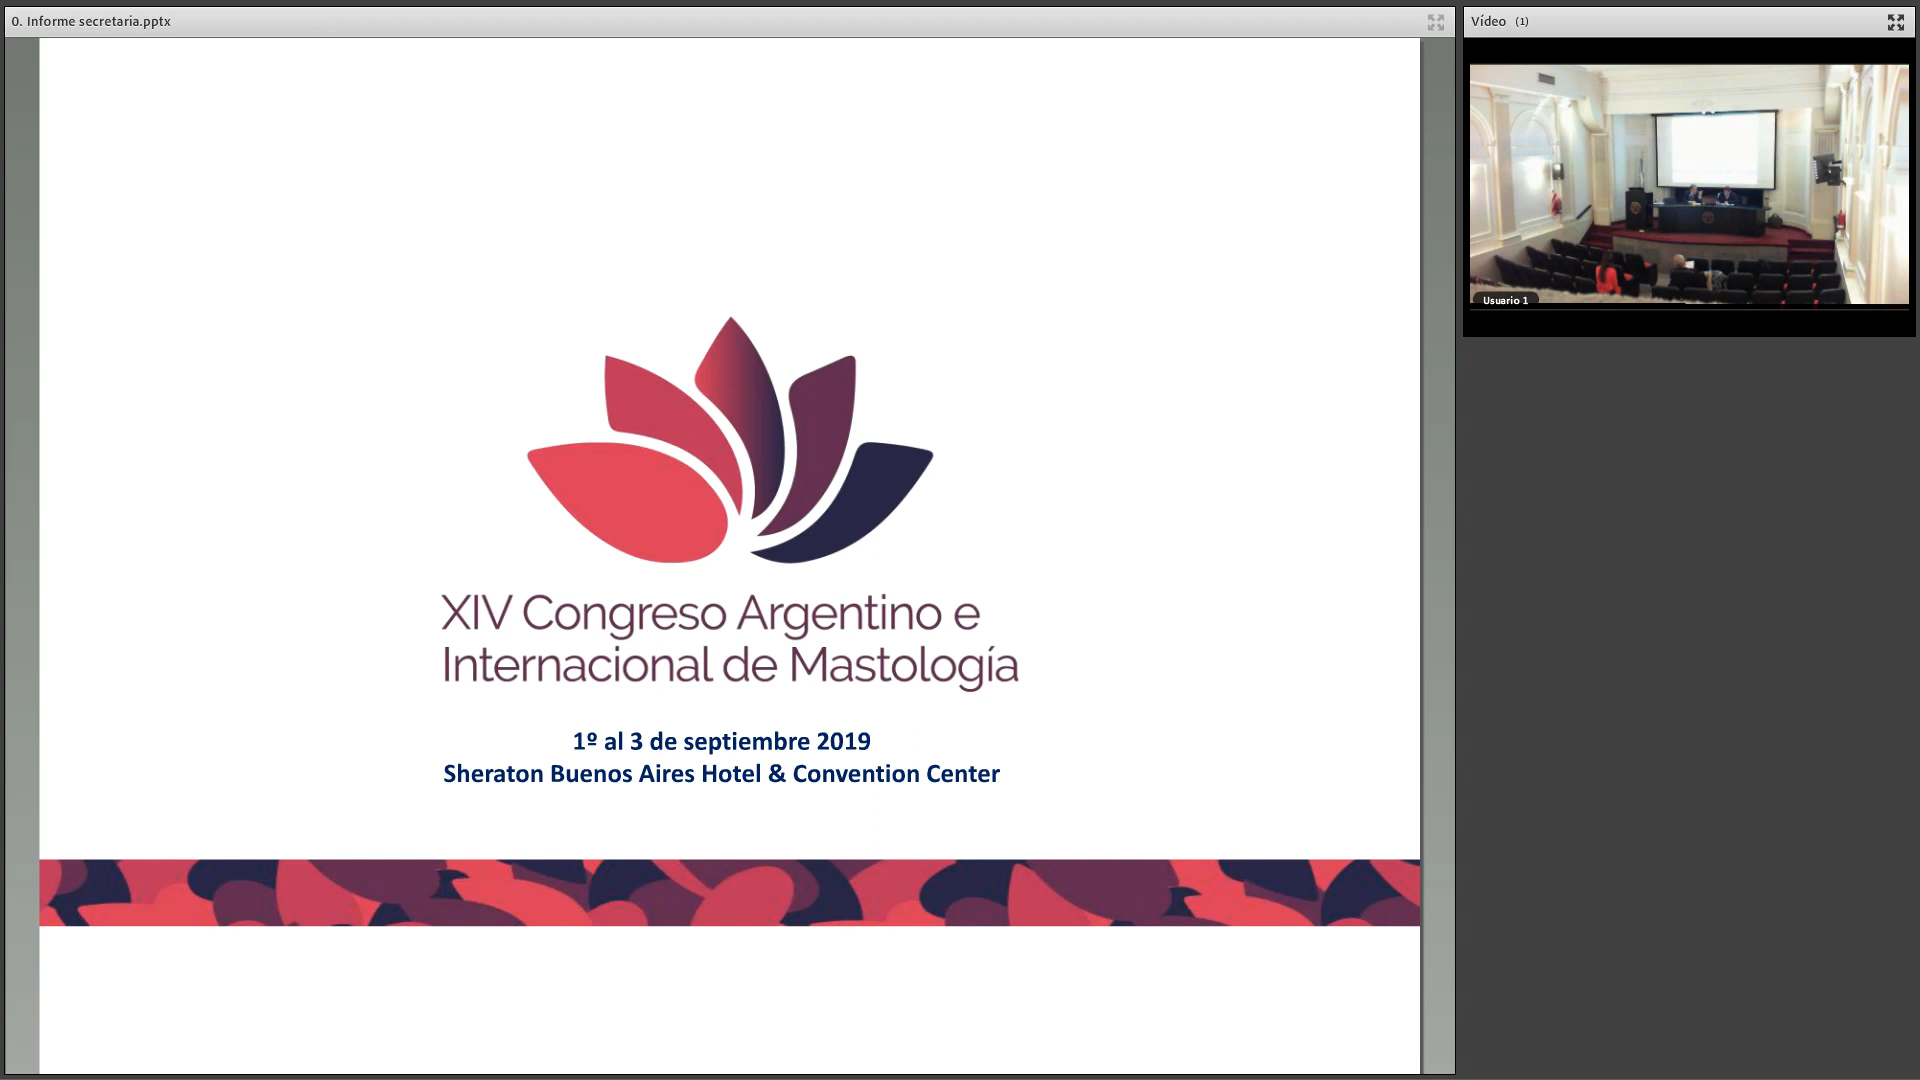 0. Informe secretaria.pptx
Vídeo (1)
Usuario 1
XIV Congreso Argentino e
Internacional de Mastología
1º al 3 de septiembre 2019
Sheraton Buenos Aires Hotel & Convention Center